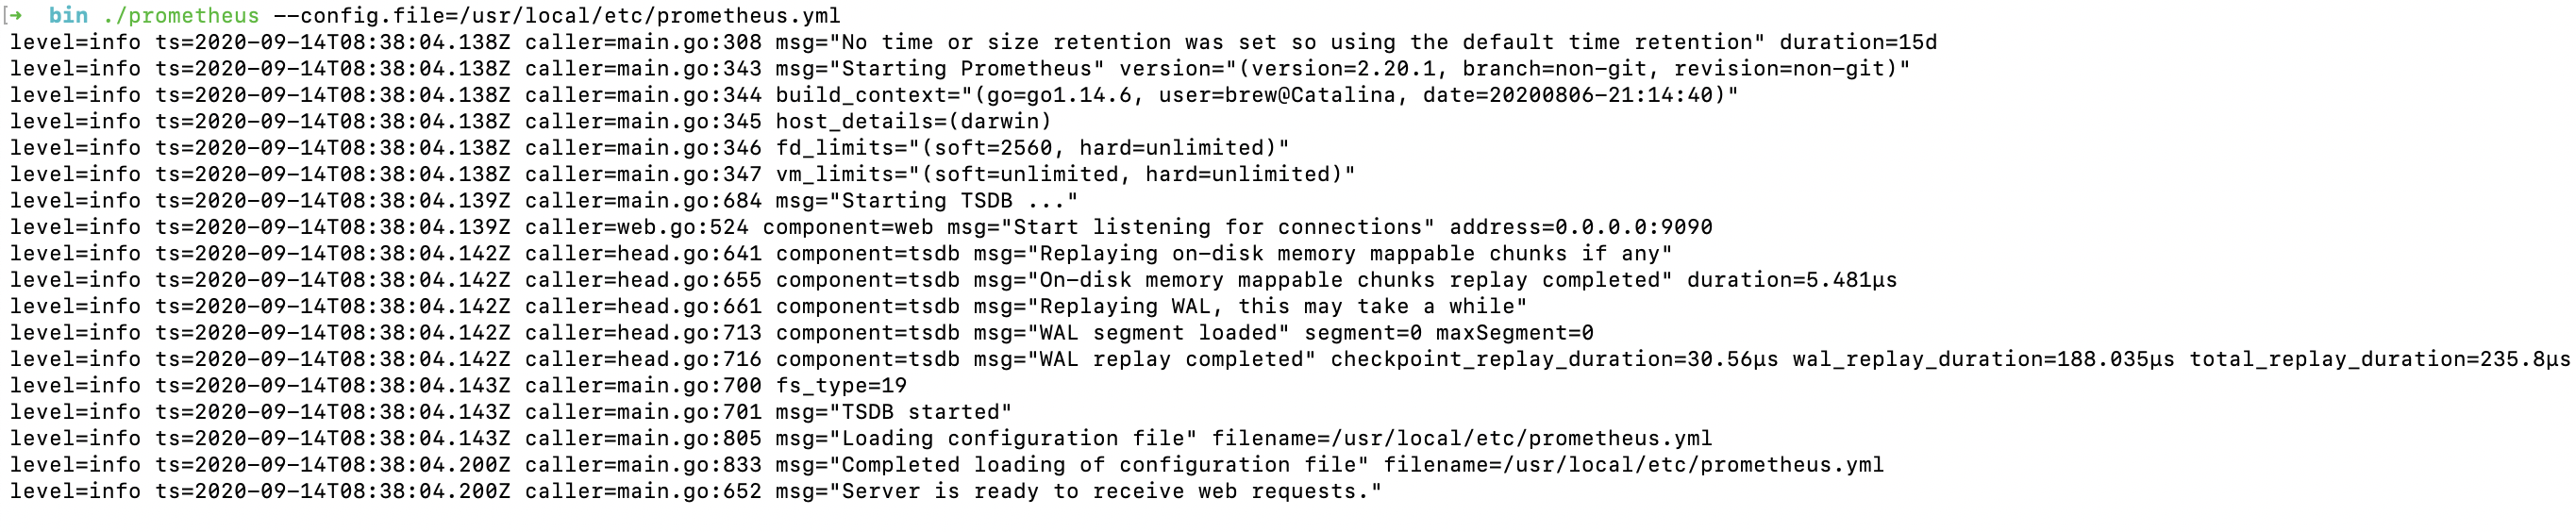 [➜  bin ./prometheus --config.file=/usr/local/etc/prometheus.yml
level=info ts=2020-09-14T08:38:04.138Z caller=main.go:308 msg="No time or size retention was set so using the default time retention" duration=15d
level=info ts=2020-09-14T08:38:04.138Z caller=main.go:343 msg="Starting Prometheus" version="(version=2.20.1, branch=non-git, revision=non-git)"
level=info ts=2020-09-14T08:38:04.138Z caller=main.go:344 build_context="(go=go1.14.6, user=brew@Catalina, date=20200806-21:14:40)"
level=info ts=2020-09-14T08:38:04.138Z caller=main.go:345 host_details=(darwin)
level=info ts=2020-09-14T08:38:04.138Z caller=main.go:346 fd_limits="(soft=2560, hard=unlimited)"
level=info ts=2020-09-14T08:38:04.138Z caller=main.go:347 vm_limits="(soft=unlimited, hard=unlimited)"
level=info ts=2020-09-14T08:38:04.139Z caller=main.go:684 msg="Starting TSDB ..."
level=info ts=2020-09-14T08:38:04.139Z caller=web.go:524 component=web msg="Start listening for connections" address=0.0.0.0:9090
level=info ts=2020-09-14T08:38:04.142Z caller=head.go:641 component=tsdb msg="Replaying on-disk memory mappable chunks if any"
level=info ts=2020-09-14T08:38:04.142Z caller=head.go:655 component=tsdb msg="On-disk memory mappable chunks replay completed" duration=5.481µs
level=info ts=2020-09-14T08:38:04.142Z caller=head.go:661 component=tsdb msg="Replaying WAL, this may take a while"
level=info ts=2020-09-14T08:38:04.142Z caller=head.go:713 component=tsdb msg="WAL segment loaded" segment=0 maxSegment=0
level=info ts=2020-09-14T08:38:04.142Z caller=head.go:716 component=tsdb msg="WAL replay completed" checkpoint_replay_duration=30.56µs wal_replay_duration=188.035µs total_replay_duration=235.8µs
level=info ts=2020-09-14T08:38:04.143Z caller=main.go:700 fs_type=19
level=info ts=2020-09-14T08:38:04.143Z caller=main.go:701 msg="TSDB started"
level=info ts=2020-09-14T08:38:04.143Z caller=main.go:805 msg="Loading configuration file" filename=/usr/local/etc/prometheus.yml
level=info ts=2020-09-14T08:38:04.200Z caller=main.go:833 msg="Completed loading of configuration file" filename=/usr/local/etc/prometheus.yml
level=info ts=2020-09-14T08:38:04.200Z caller=main.go:652 msg="Server is ready to receive web requests."